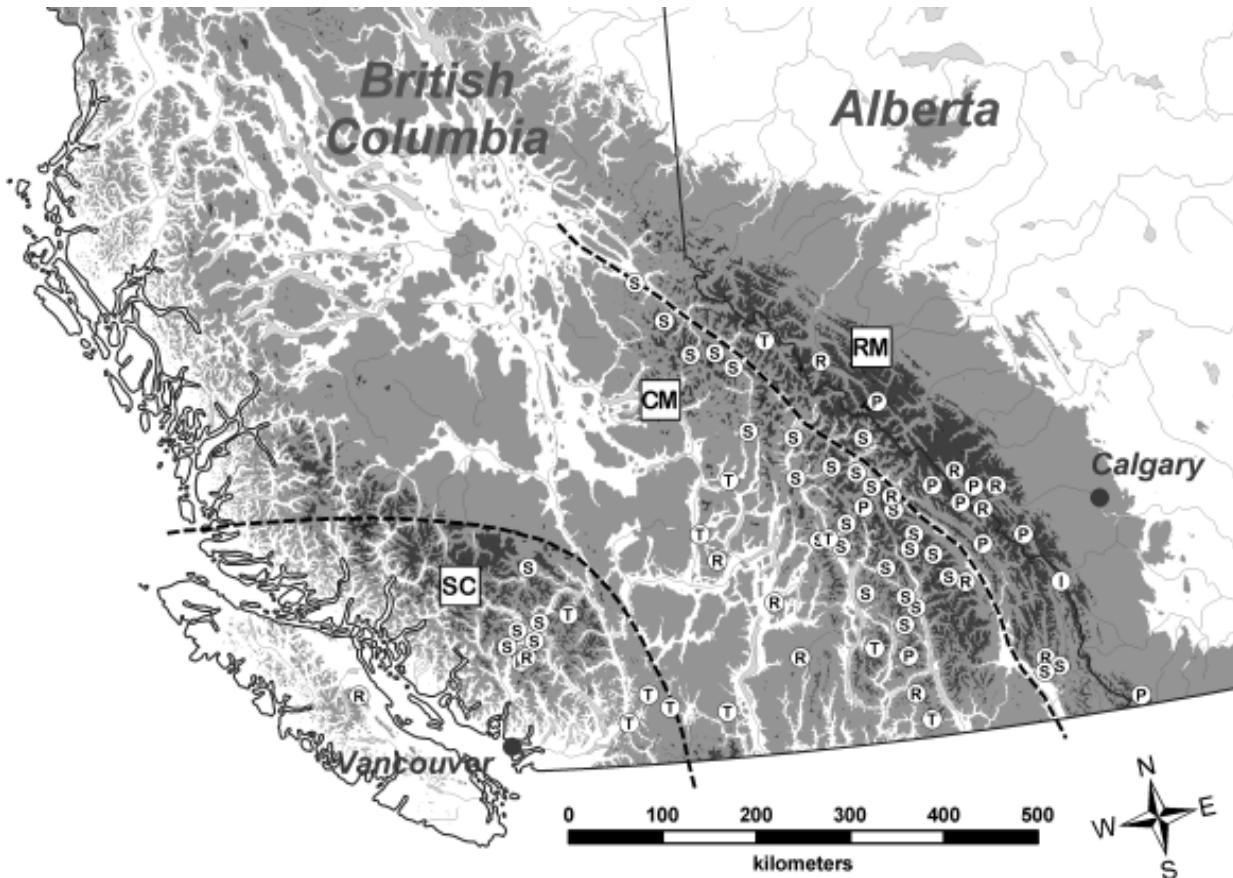 British
Columbia
Alberta
S
S
T
RM
S S S
R
CM
P
S S S
T S S S S
R P P R
Calgary
P R S P R
S
T S T S S S P P
R S
S
SC
S S R I
S S S
R
T
S
S
S
S
S
R
T P
R
R S
S
R
T T T
R
P
T T
Vancouver
0 100 200 300 400 500
kilometers
N
W E
S